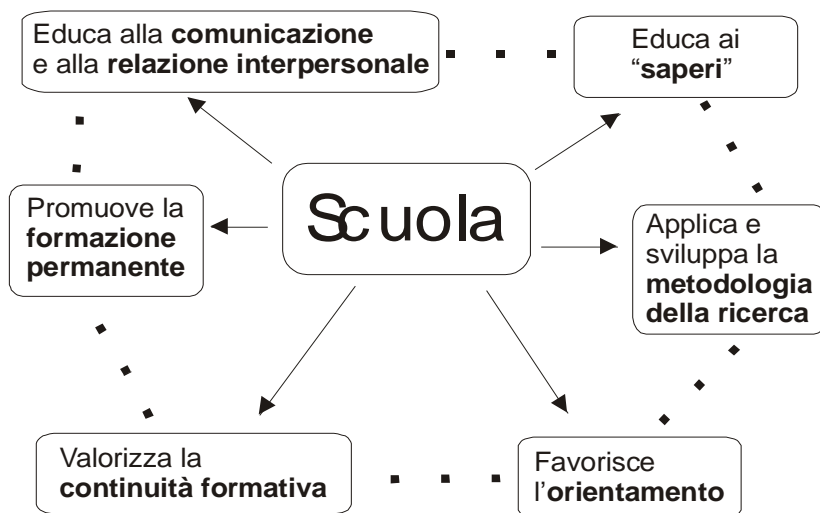 Educa alla comunicazione
e alla relazione interpersonale
Educa ai
“saperi”
Scuola
Promuove la
formazione
permanente
Applica e
sviluppa la
metodologia
della ricerca
Valorizza la
continuità formativa
Favorisce
l'orientamento